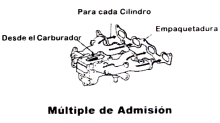 Para cada Cilindro
Empaquetadura
Desde el Carburador
Múltiple de Admisión